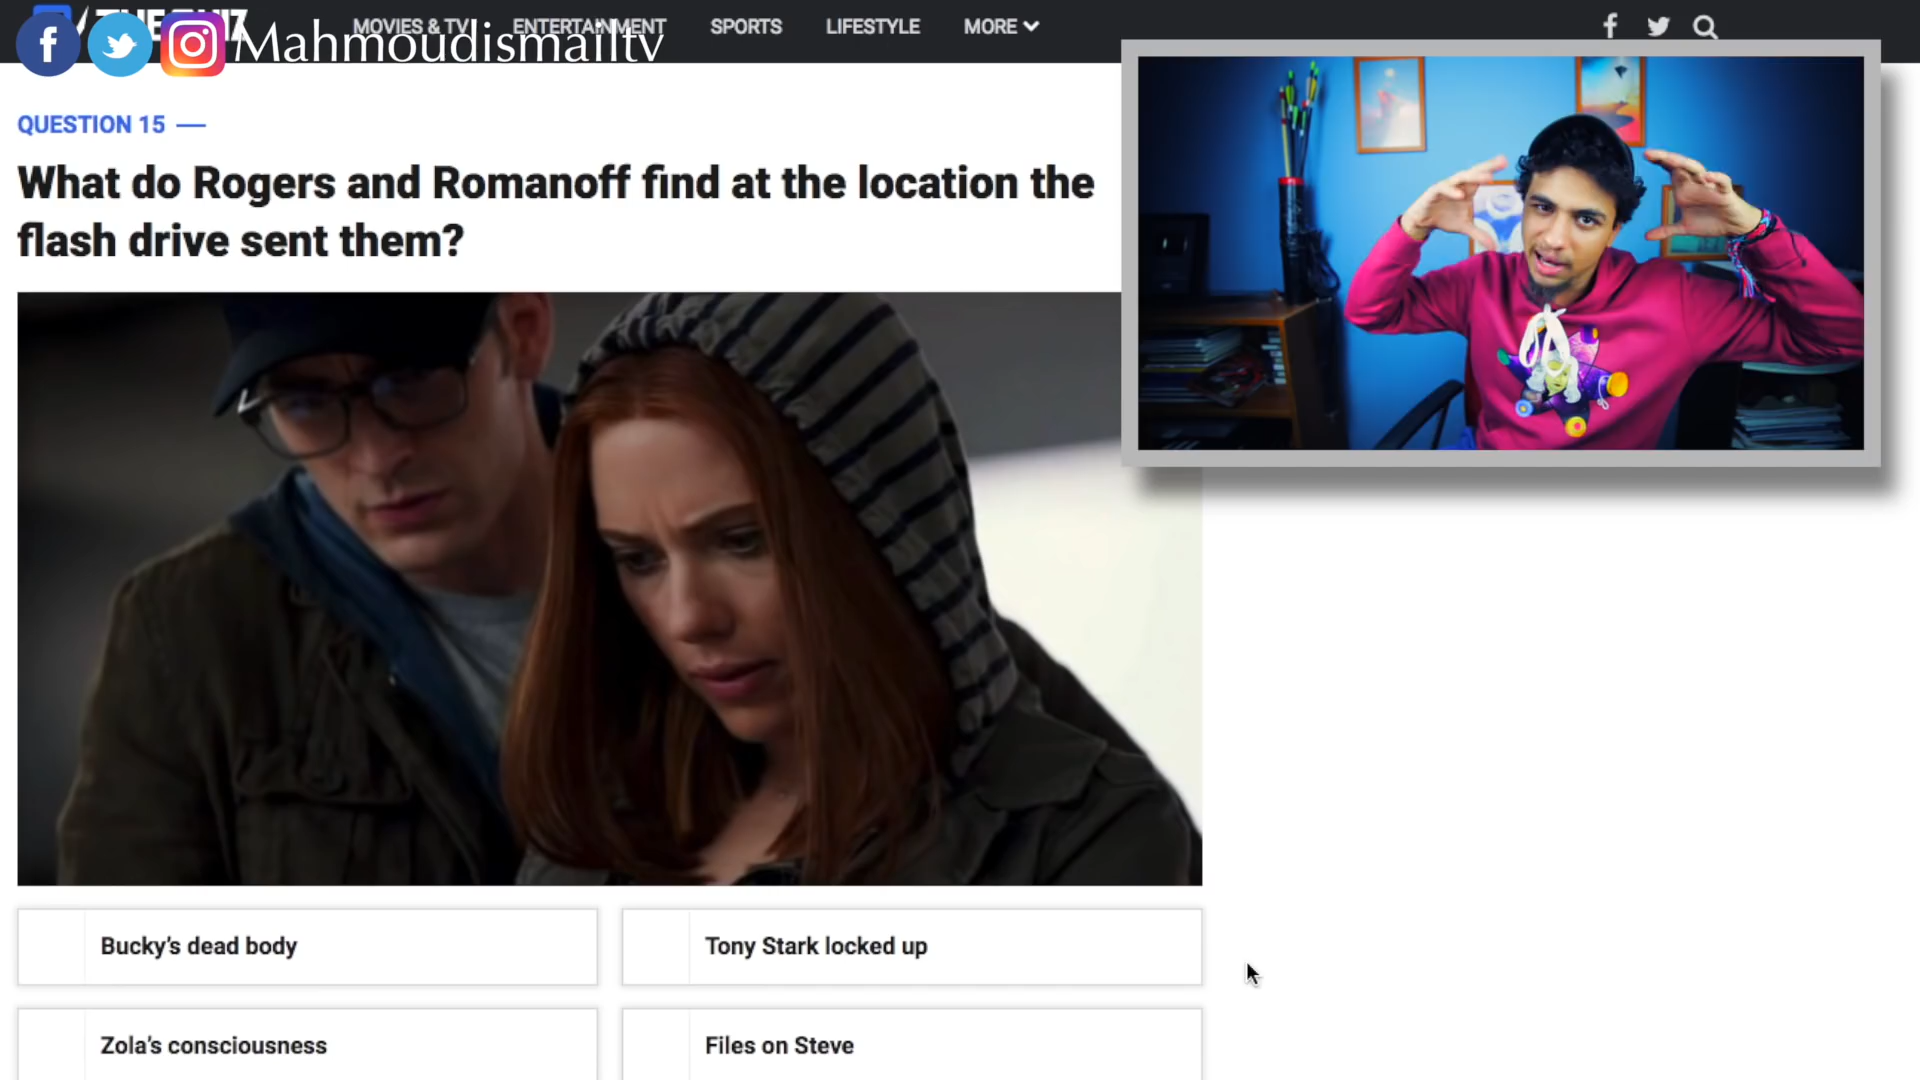 Mahmoudismailtv
MOVIES & TV
ENTERTAINMENT
SPORTS
LIFESTYLE
MORE
QUESTION 15
What do Rogers and Romanoff find at the location the
flash drive sent them?
Bucky’s dead body
Tony Stark locked up
Zola’s consciousness
Files on Steve